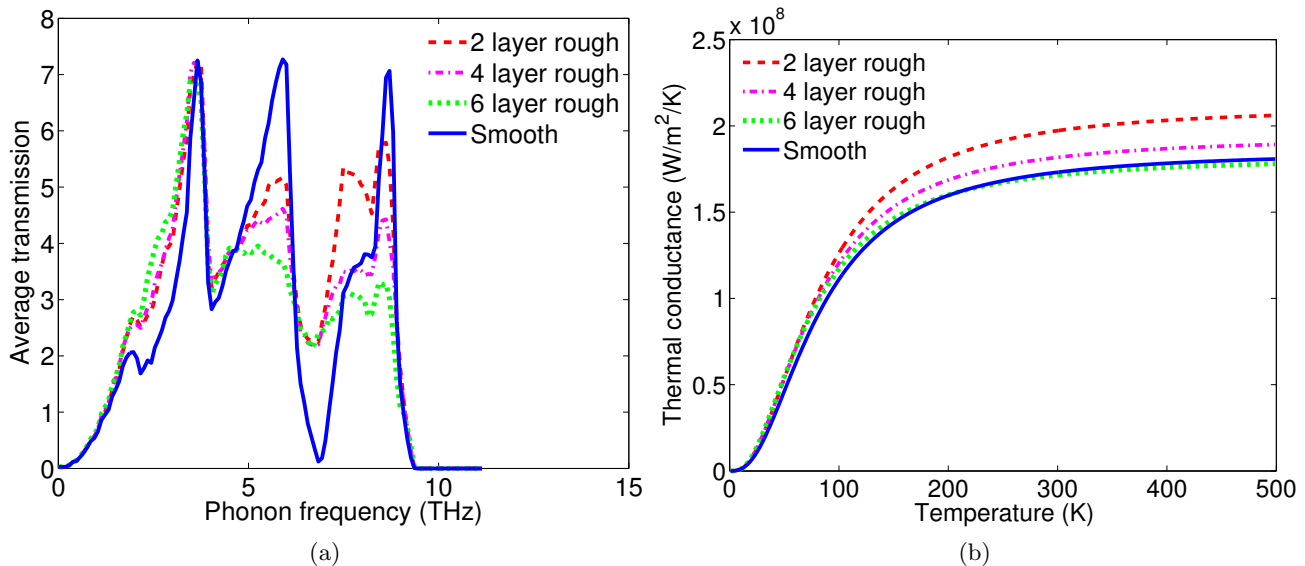 8
7
6
5
4
3
2
1
0
0
5
10
15
Average transmission
Phonon frequency (THz)
2 layer rough
4 layer rough
6 layer rough
Smooth
(a)
x 10^8
2.5
2
1.5
1
0.5
0
0
100
200
300
400
500
Thermal conductance (W/m^2/K)
Temperature (K)
2 layer rough
4 layer rough
6 layer rough
Smooth
(b)